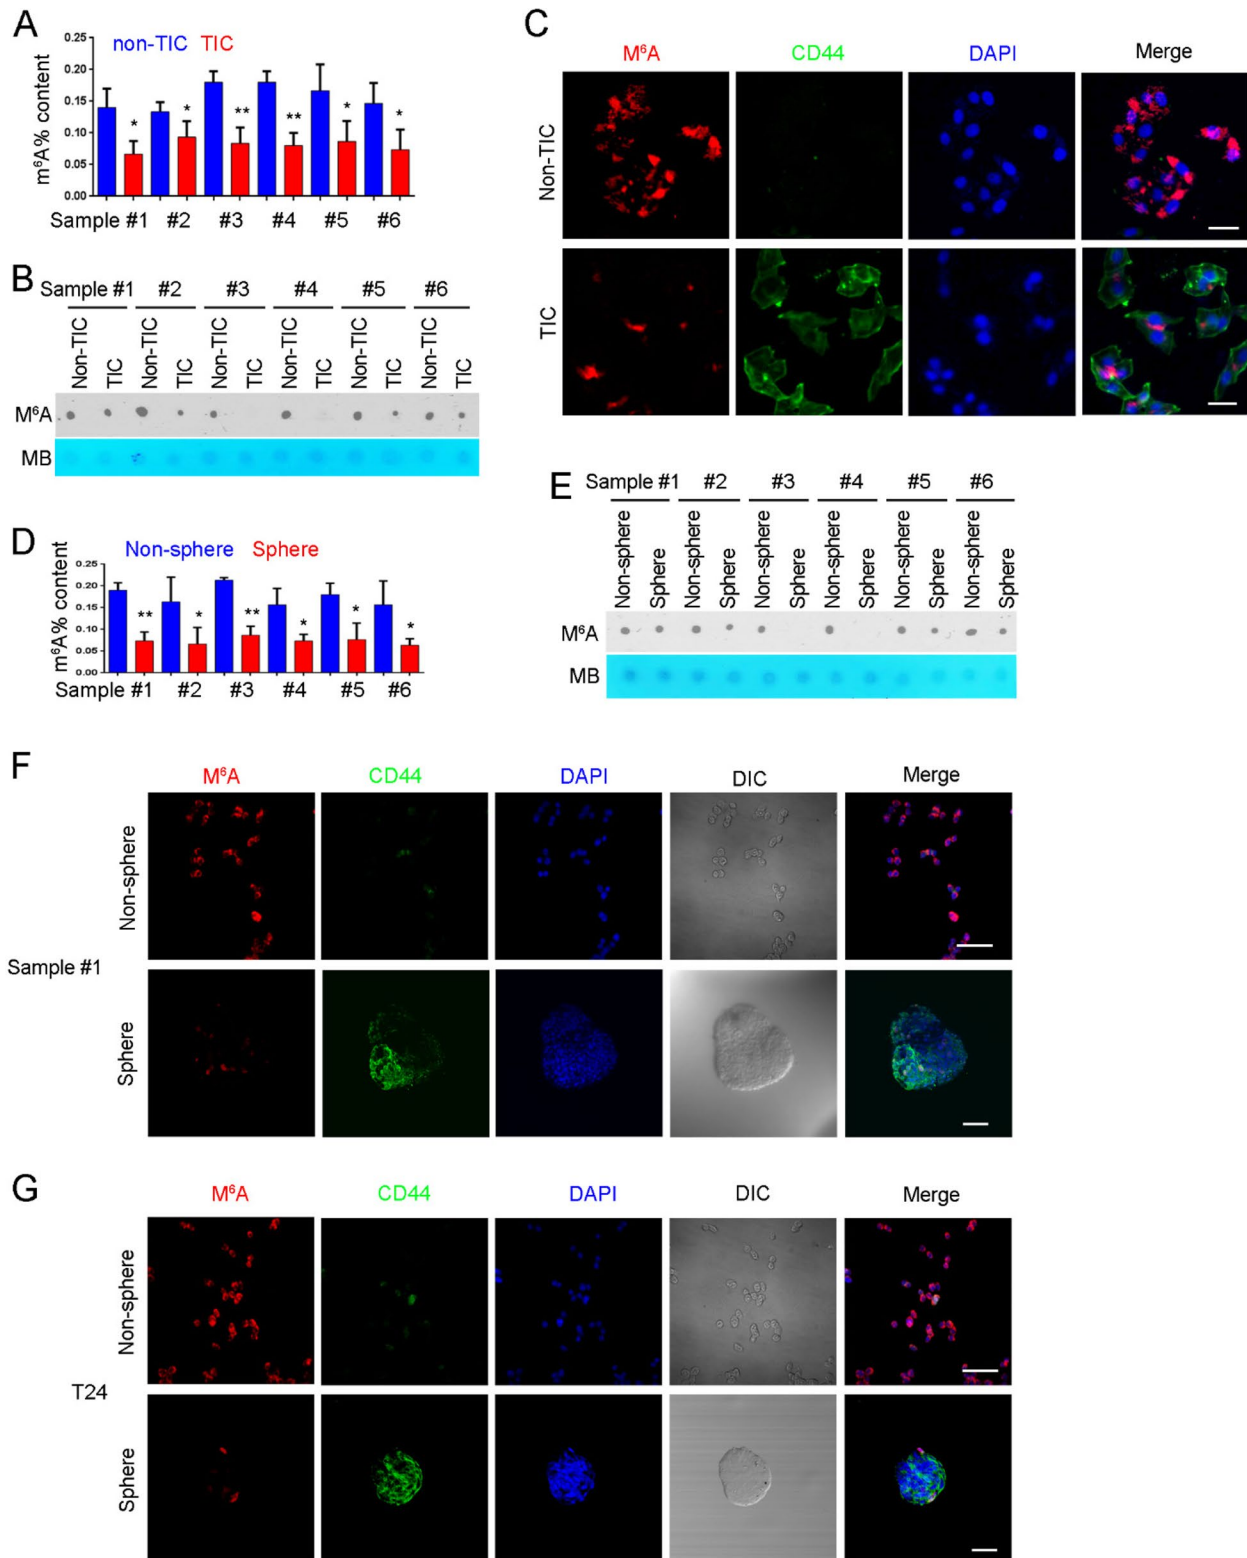 A
non-TIC TIC
m⁶A% content
0.25
0.20
0.15
0.10
0.05
0.00
* * ** ** * *
Sample #1 #2 #3 #4 #5 #6
B
Sample #1 #2 #3 #4 #5 #6
Non-TIC TIC Non-TIC TIC Non-TIC TIC Non-TIC TIC Non-TIC TIC Non-TIC TIC
M⁶A
MB
C
M⁶A CD44 DAPI Merge
Non-TIC
TIC
D
Non-sphere Sphere
m⁶A% content
0.25
0.20
0.15
0.10
0.05
0.00
** * ** * * *
Sample #1 #2 #3 #4 #5 #6
E
Sample #1 #2 #3 #4 #5 #6
Non-sphere Sphere Non-sphere Sphere Non-sphere Sphere Non-sphere Sphere Non-sphere Sphere Non-sphere Sphere
M⁶A
MB
F
M⁶A CD44 DAPI DIC Merge
Non-sphere
Sample #1
Sphere
G
M⁶A CD44 DAPI DIC Merge
Non-sphere
T24
Sphere